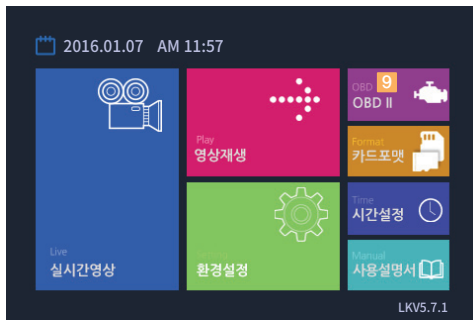 2016.01.07 AM 11:57
Live
실시간영상
Play
영상재생
환경설정
OBD 9
OBD II
Format
카드포맷
Time
시간설정
Manual
사용설명서
LKV5.7.1